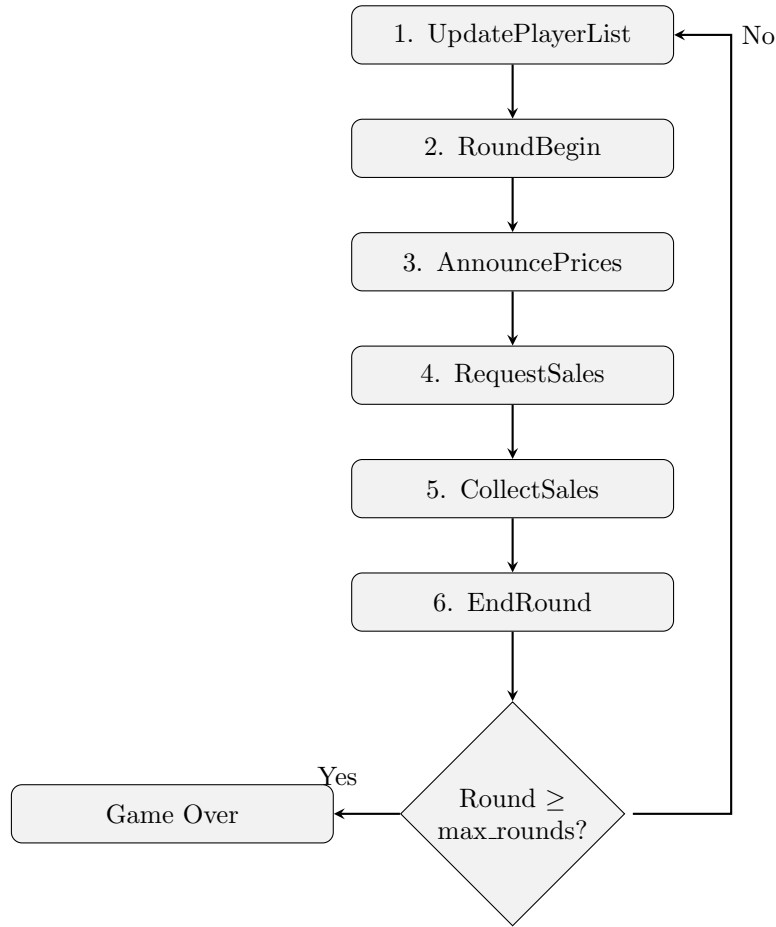 1. UpdatePlayerList
No
2. RoundBegin
3. AnnouncePrices
4. RequestSales
5. CollectSales
6. EndRound
Yes
Game Over
Round ≥
max_rounds?